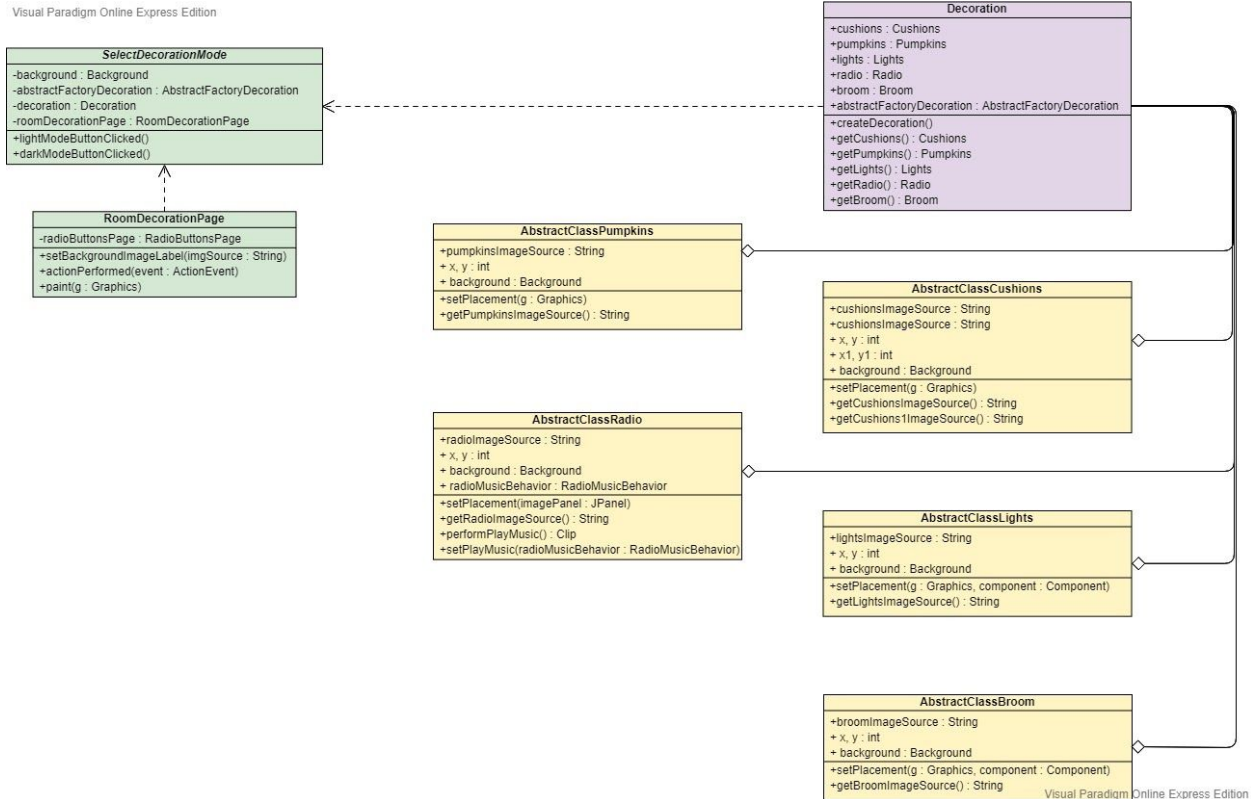 Visual Paradigm Online Express Edition
SelectDecorationMode
-background : Background
-abstractFactoryDecoration : AbstractFactoryDecoration
-decoration : Decoration
-roomDecorationPage : RoomDecorationPage
+lightModeButtonClicked()
+darkModeButtonClicked()
RoomDecorationPage
-radioButtonsPage : RadioButtonsPage
+setBackgroundImageLabel(imgSource : String)
+actionPerformed(event : ActionEvent)
+paint(g : Graphics)
Decoration
+cushions : Cushions
+pumpkins : Pumpkins
+lights : Lights
+radio : Radio
+broom : Broom
+abstractFactoryDecoration : AbstractFactoryDecoration
+createDecoration()
+getCushions() : Cushions
+getPumpkins() : Pumpkins
+getLights() : Lights
+getRadio() : Radio
+getBroom() : Broom
AbstractClassPumpkins
+pumpkinsImageSource : String
+ x, y : int
+ background : Background
+setPlacement(g : Graphics)
+getPumpkinsImageSource() : String
AbstractClassCushions
+cushionsImageSource : String
+cushionsImageSource : String
+ x, y : int
+ x1, y1 : int
+ background : Background
+setPlacement(g : Graphics)
+getCushionsImageSource() : String
+getCushions1ImageSource() : String
AbstractClassRadio
+radioImageSource : String
+ x, y : int
+ background : Background
+ radioMusicBehavior : RadioMusicBehavior
+setPlacement(imagePanel : JPanel)
+getRadioImageSource() : String
+performPlayMusic() : Clip
+setPlayMusic(radioMusicBehavior : RadioMusicBehavior)
AbstractClassLights
+lightsImageSource : String
+ x, y : int
+ background : Background
+setPlacement(g : Graphics, component : Component)
+getLightsImageSource() : String
AbstractClassBroom
+broomImageSource : String
+ x, y : int
+ background : Background
+setPlacement(g : Graphics, component : Component)
+getBroomImageSource() : String
Visual Paradigm Online Express Edition